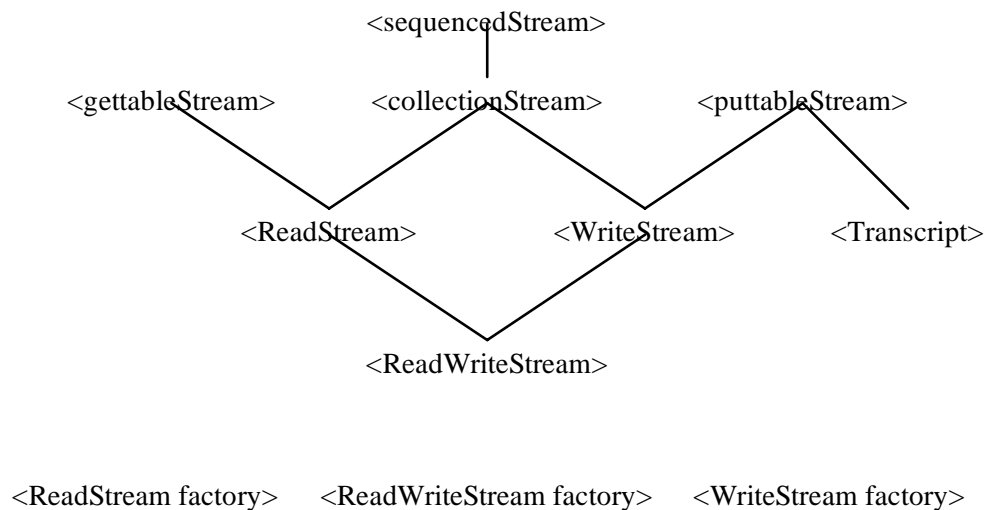 <sequencedStream>
<gettableStream> <collectionStream> <puttableStream>
<ReadStream> <WriteStream> <Transcript>
<ReadWriteStream>
<ReadStream factory> <ReadWriteStream factory> <WriteStream factory>